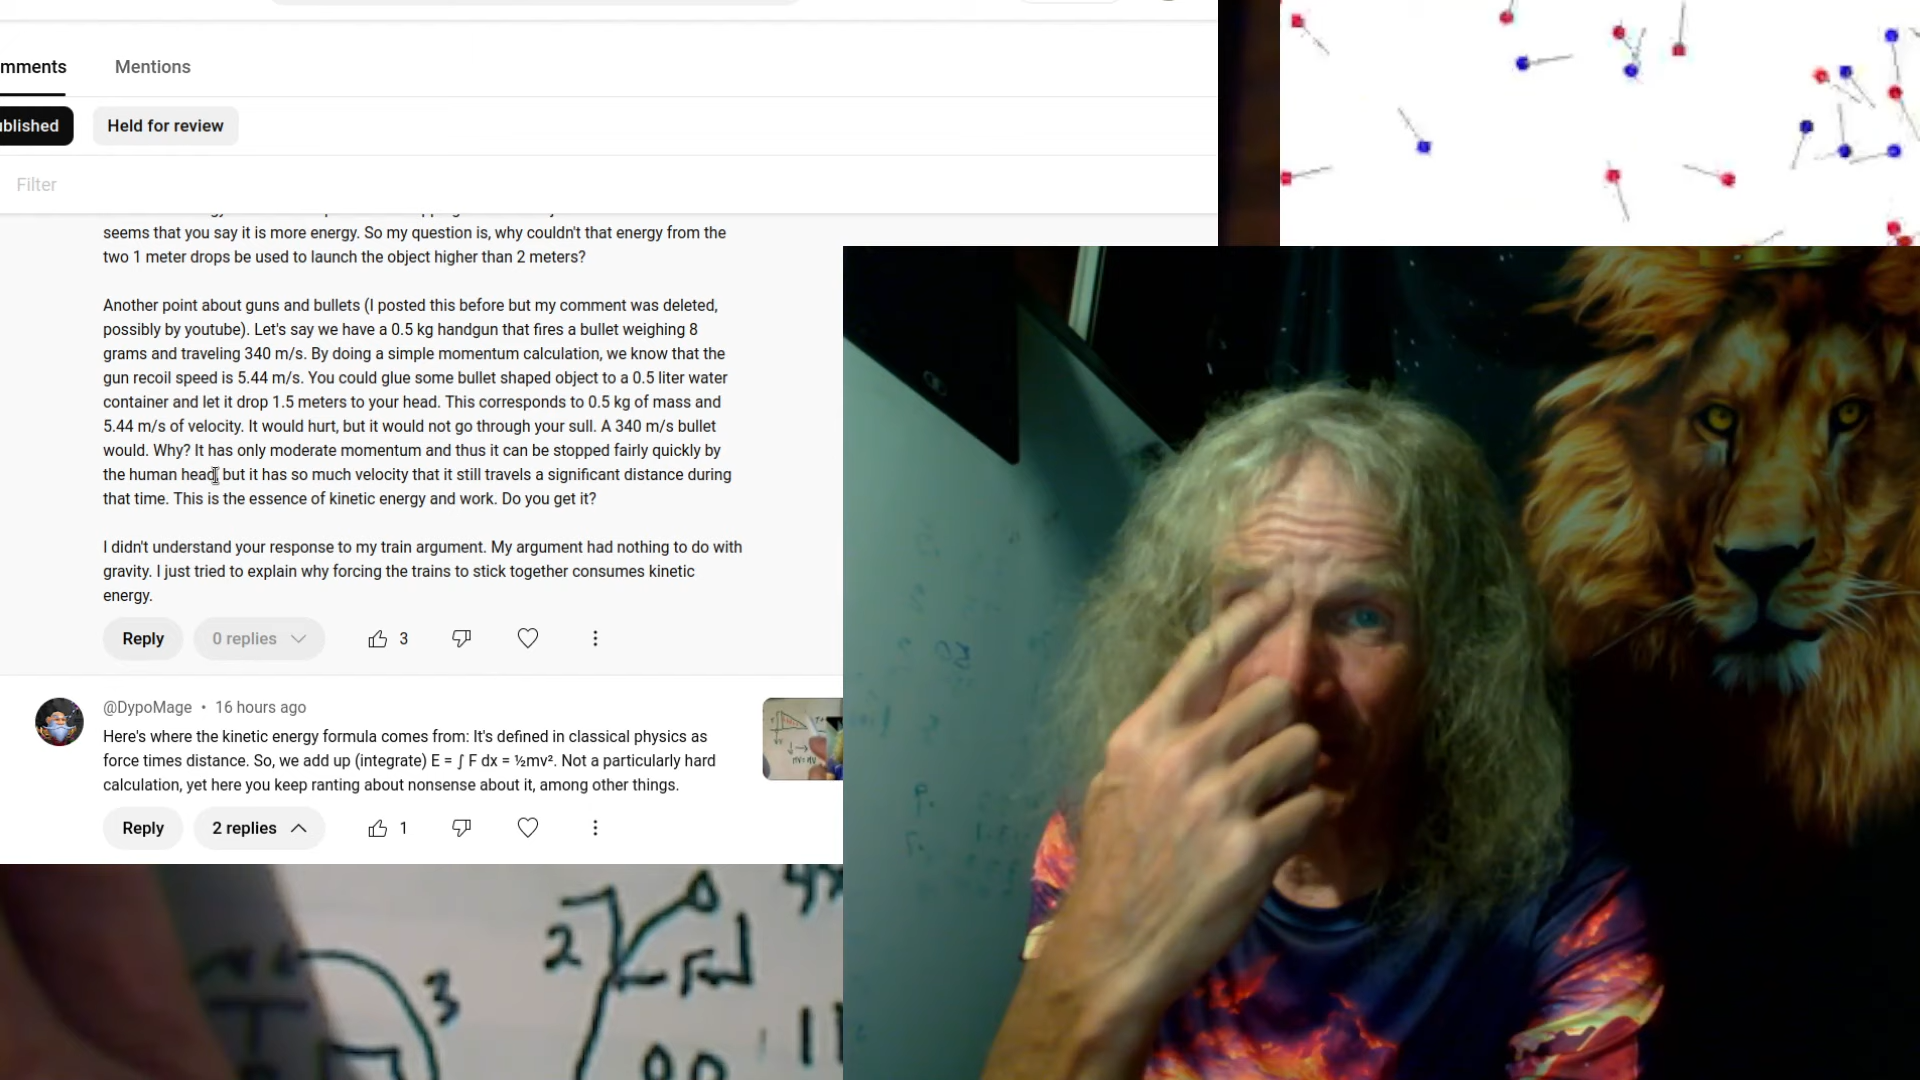 mments Mentions
ublished Held for review
Filter
seems that you say it is more energy. So my question is, why couldn't that energy from the
two 1 meter drops be used to launch the object higher than 2 meters?
Another point about guns and bullets (I posted this before but my comment was deleted,
possibly by youtube). Let's say we have a 0.5 kg handgun that fires a bullet weighing 8
grams and traveling 340 m/s. By doing a simple momentum calculation, we know that the
gun recoil speed is 5.44 m/s. You could glue some bullet shaped object to a 0.5 liter water
container and let it drop 1.5 meters to your head. This corresponds to 0.5 kg of mass and
5.44 m/s of velocity. It would hurt, but it would not go through your sull. A 340 m/s bullet
would. Why? It has only moderate momentum and thus it can be stopped fairly quickly by
the human head, but it has so much velocity that it still travels a significant distance during
that time. This is the essence of kinetic energy and work. Do you get it?
I didn't understand your response to my train argument. My argument had nothing to do with
gravity. I just tried to explain why forcing the trains to stick together consumes kinetic
energy.
Reply 0 replies 3
@DypoMage • 16 hours ago
Here's where the kinetic energy formula comes from: It's defined in classical physics as
force times distance. So, we add up (integrate) E = ∫ F dx = ½mv². Not a particularly hard
calculation, yet here you keep ranting about nonsense about it, among other things.
Reply 2 replies 1
2
3